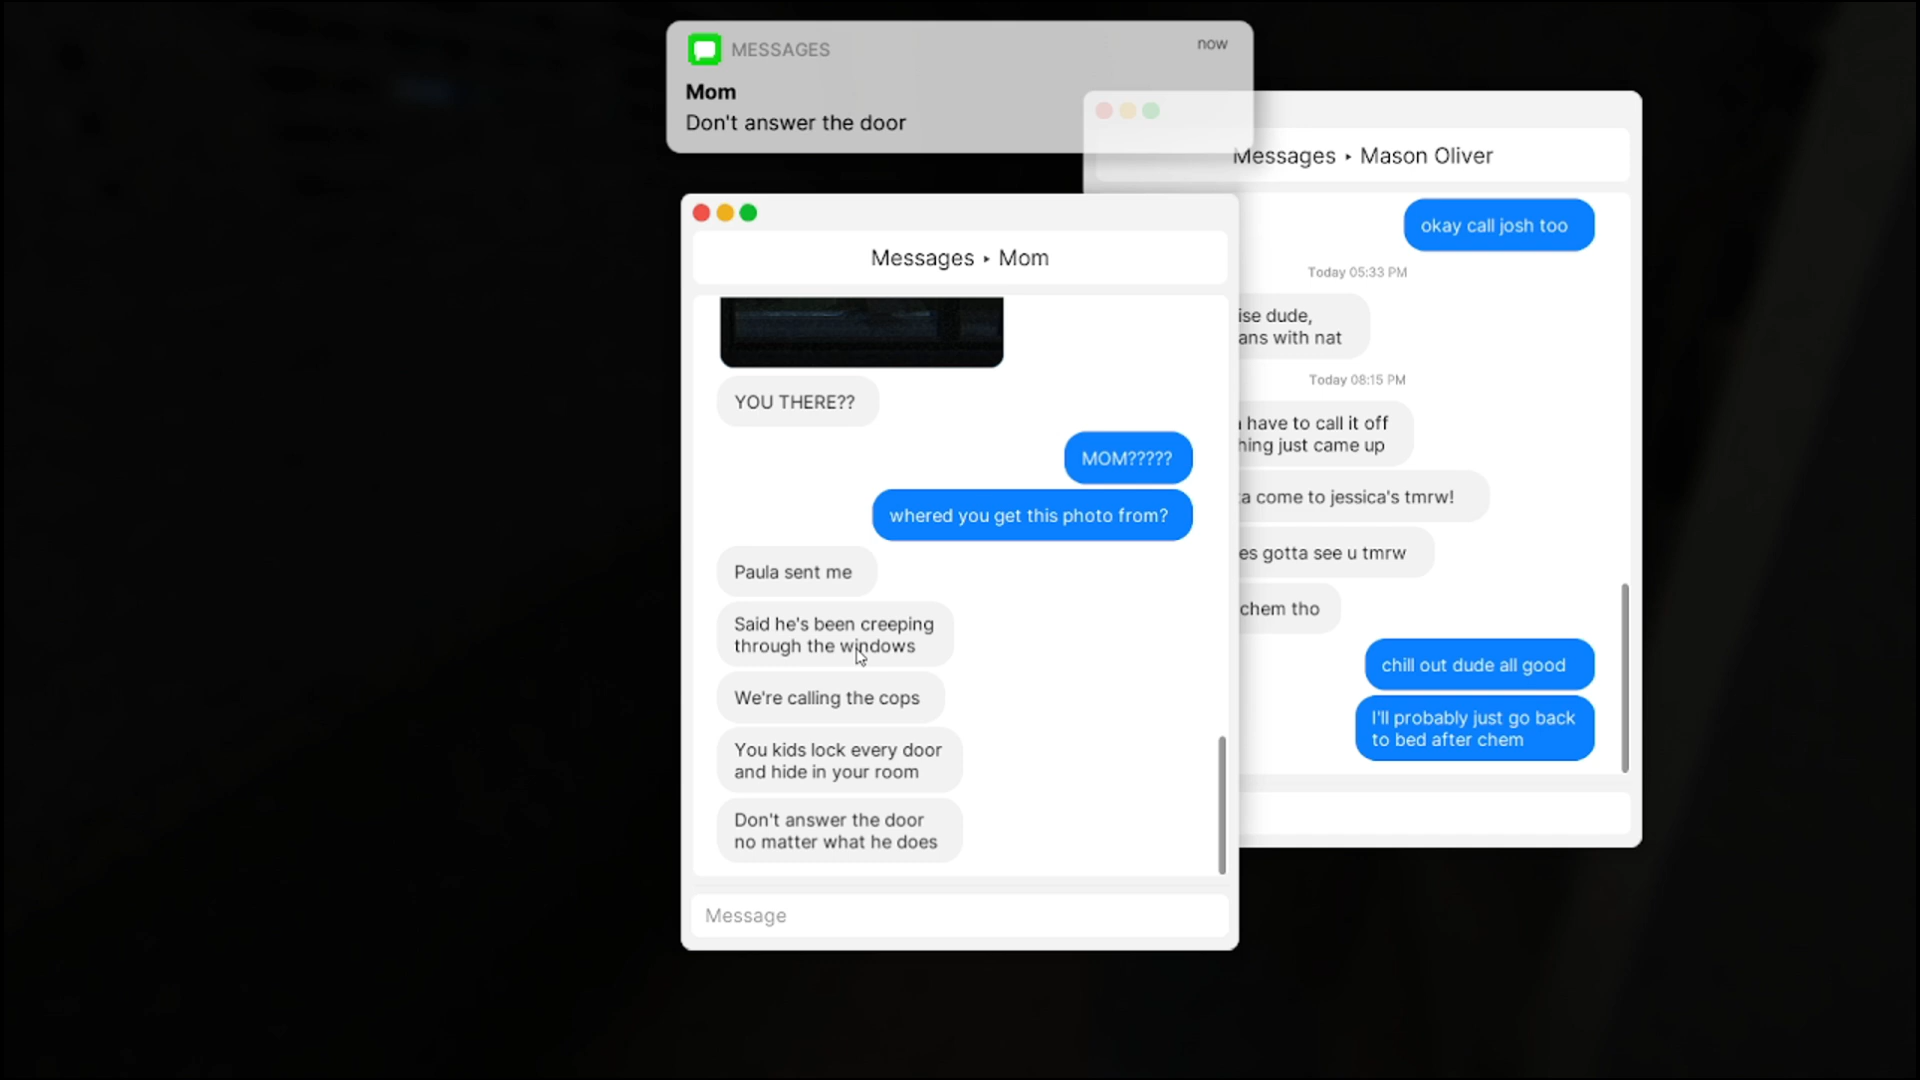 MESSAGES
now
Mom
Don't answer the door
Messages ‣ Mason Oliver
okay call josh too
Today 05:33 PM
dude,
with nat
Today 08:15 PM
have to call it off
just came up
come to jessica's tmrw!
gotta see u tmrw
chem tho
chill out dude all good
I'll probably just go back
to bed after chem
Messages ‣ Mom
YOU THERE??
MOM?????
whered you get this photo from?
Paula sent me
Said he's been creeping
through the windows
We're calling the cops
You kids lock every door
and hide in your room
Don't answer the door
no matter what he does
Message